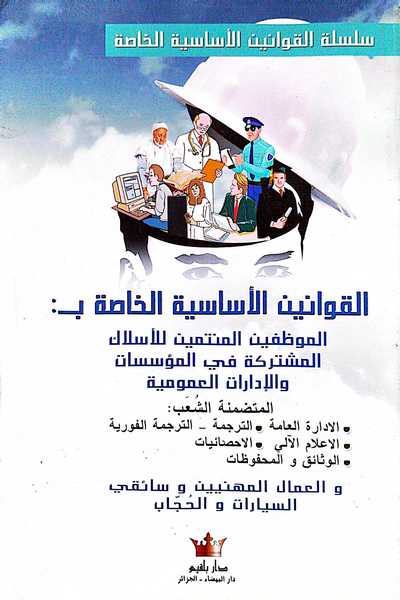 سلسلة القوانين الأساسية الخاصة
القوانين الأساسية الخاصة بـ:
الموظفين المنتمين للأسلاك
المشتركة في المؤسسات
والإدارات العمومية
المتضمنة الشُعَب:
• الادارة العامة • الترجمة - الترجمة الفورية
• الاعلام الآلي • الاحصائيات
• الوثائق و المحفوظات
و العمال المهنيين و سائقي
السيارات و الحُجّاب
دار بلقيس
دار البيضاء - الجزائر